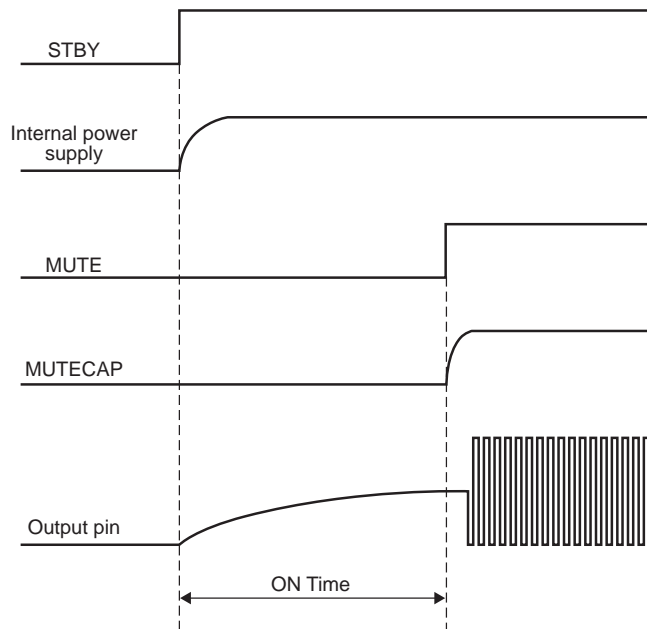 STBY
Internal power
supply
MUTE
MUTECAP
Output pin
ON Time